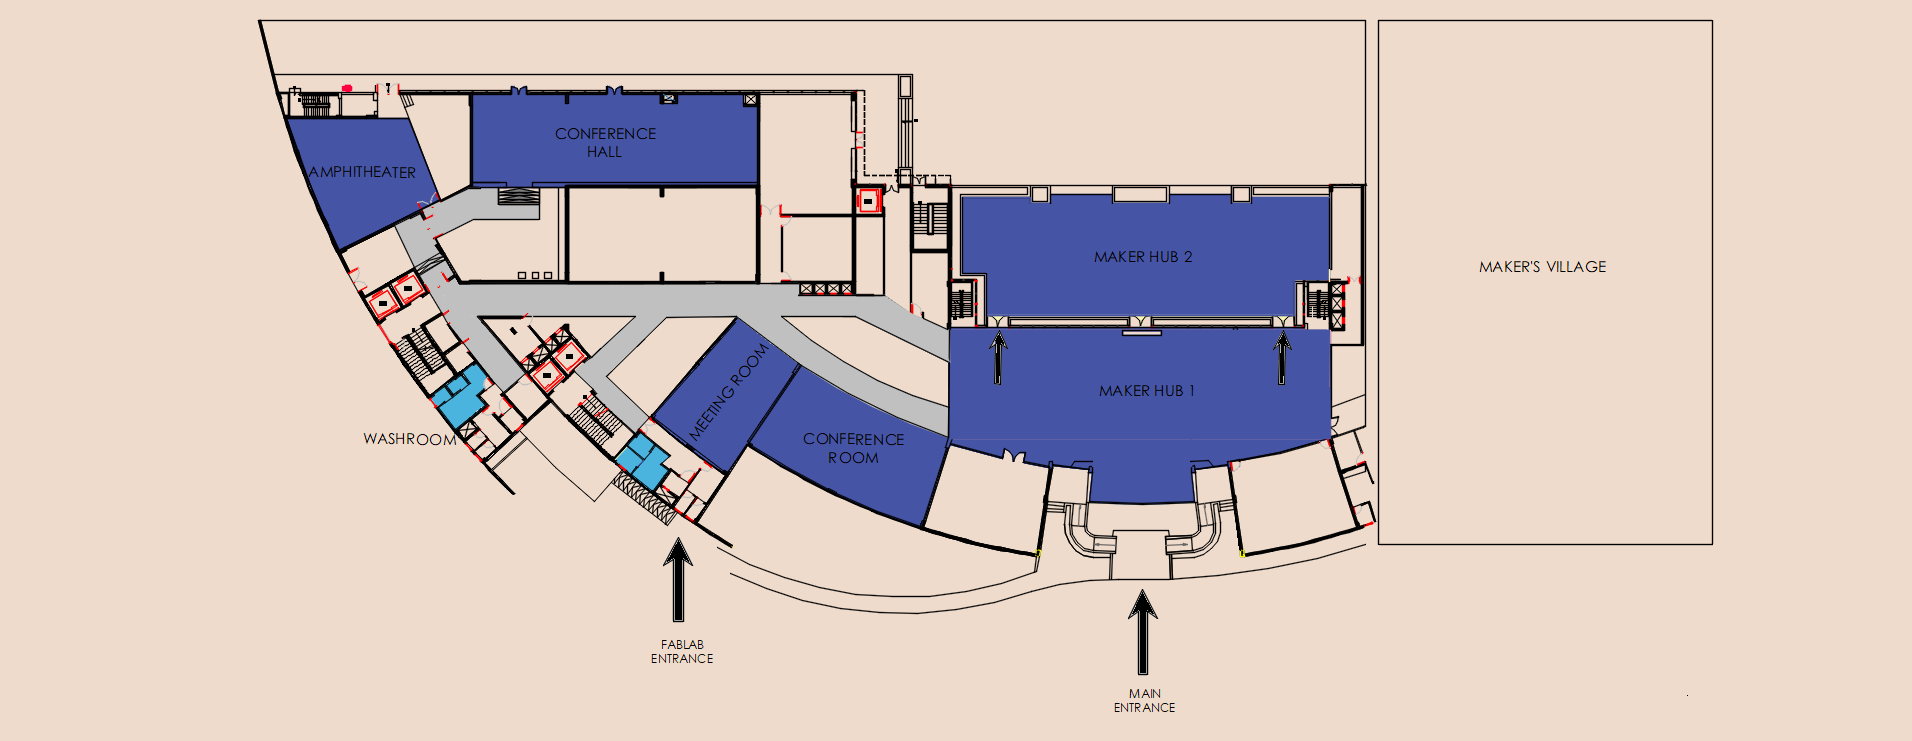 CONFERENCE
HALL
AMPHITHEATER
MAKER HUB 2
MAKER'S VILLAGE
MEETING ROOM
MAKER HUB 1
WASHROOM
CONFERENCE
ROOM
FABLAB
ENTRANCE
MAIN
ENTRANCE